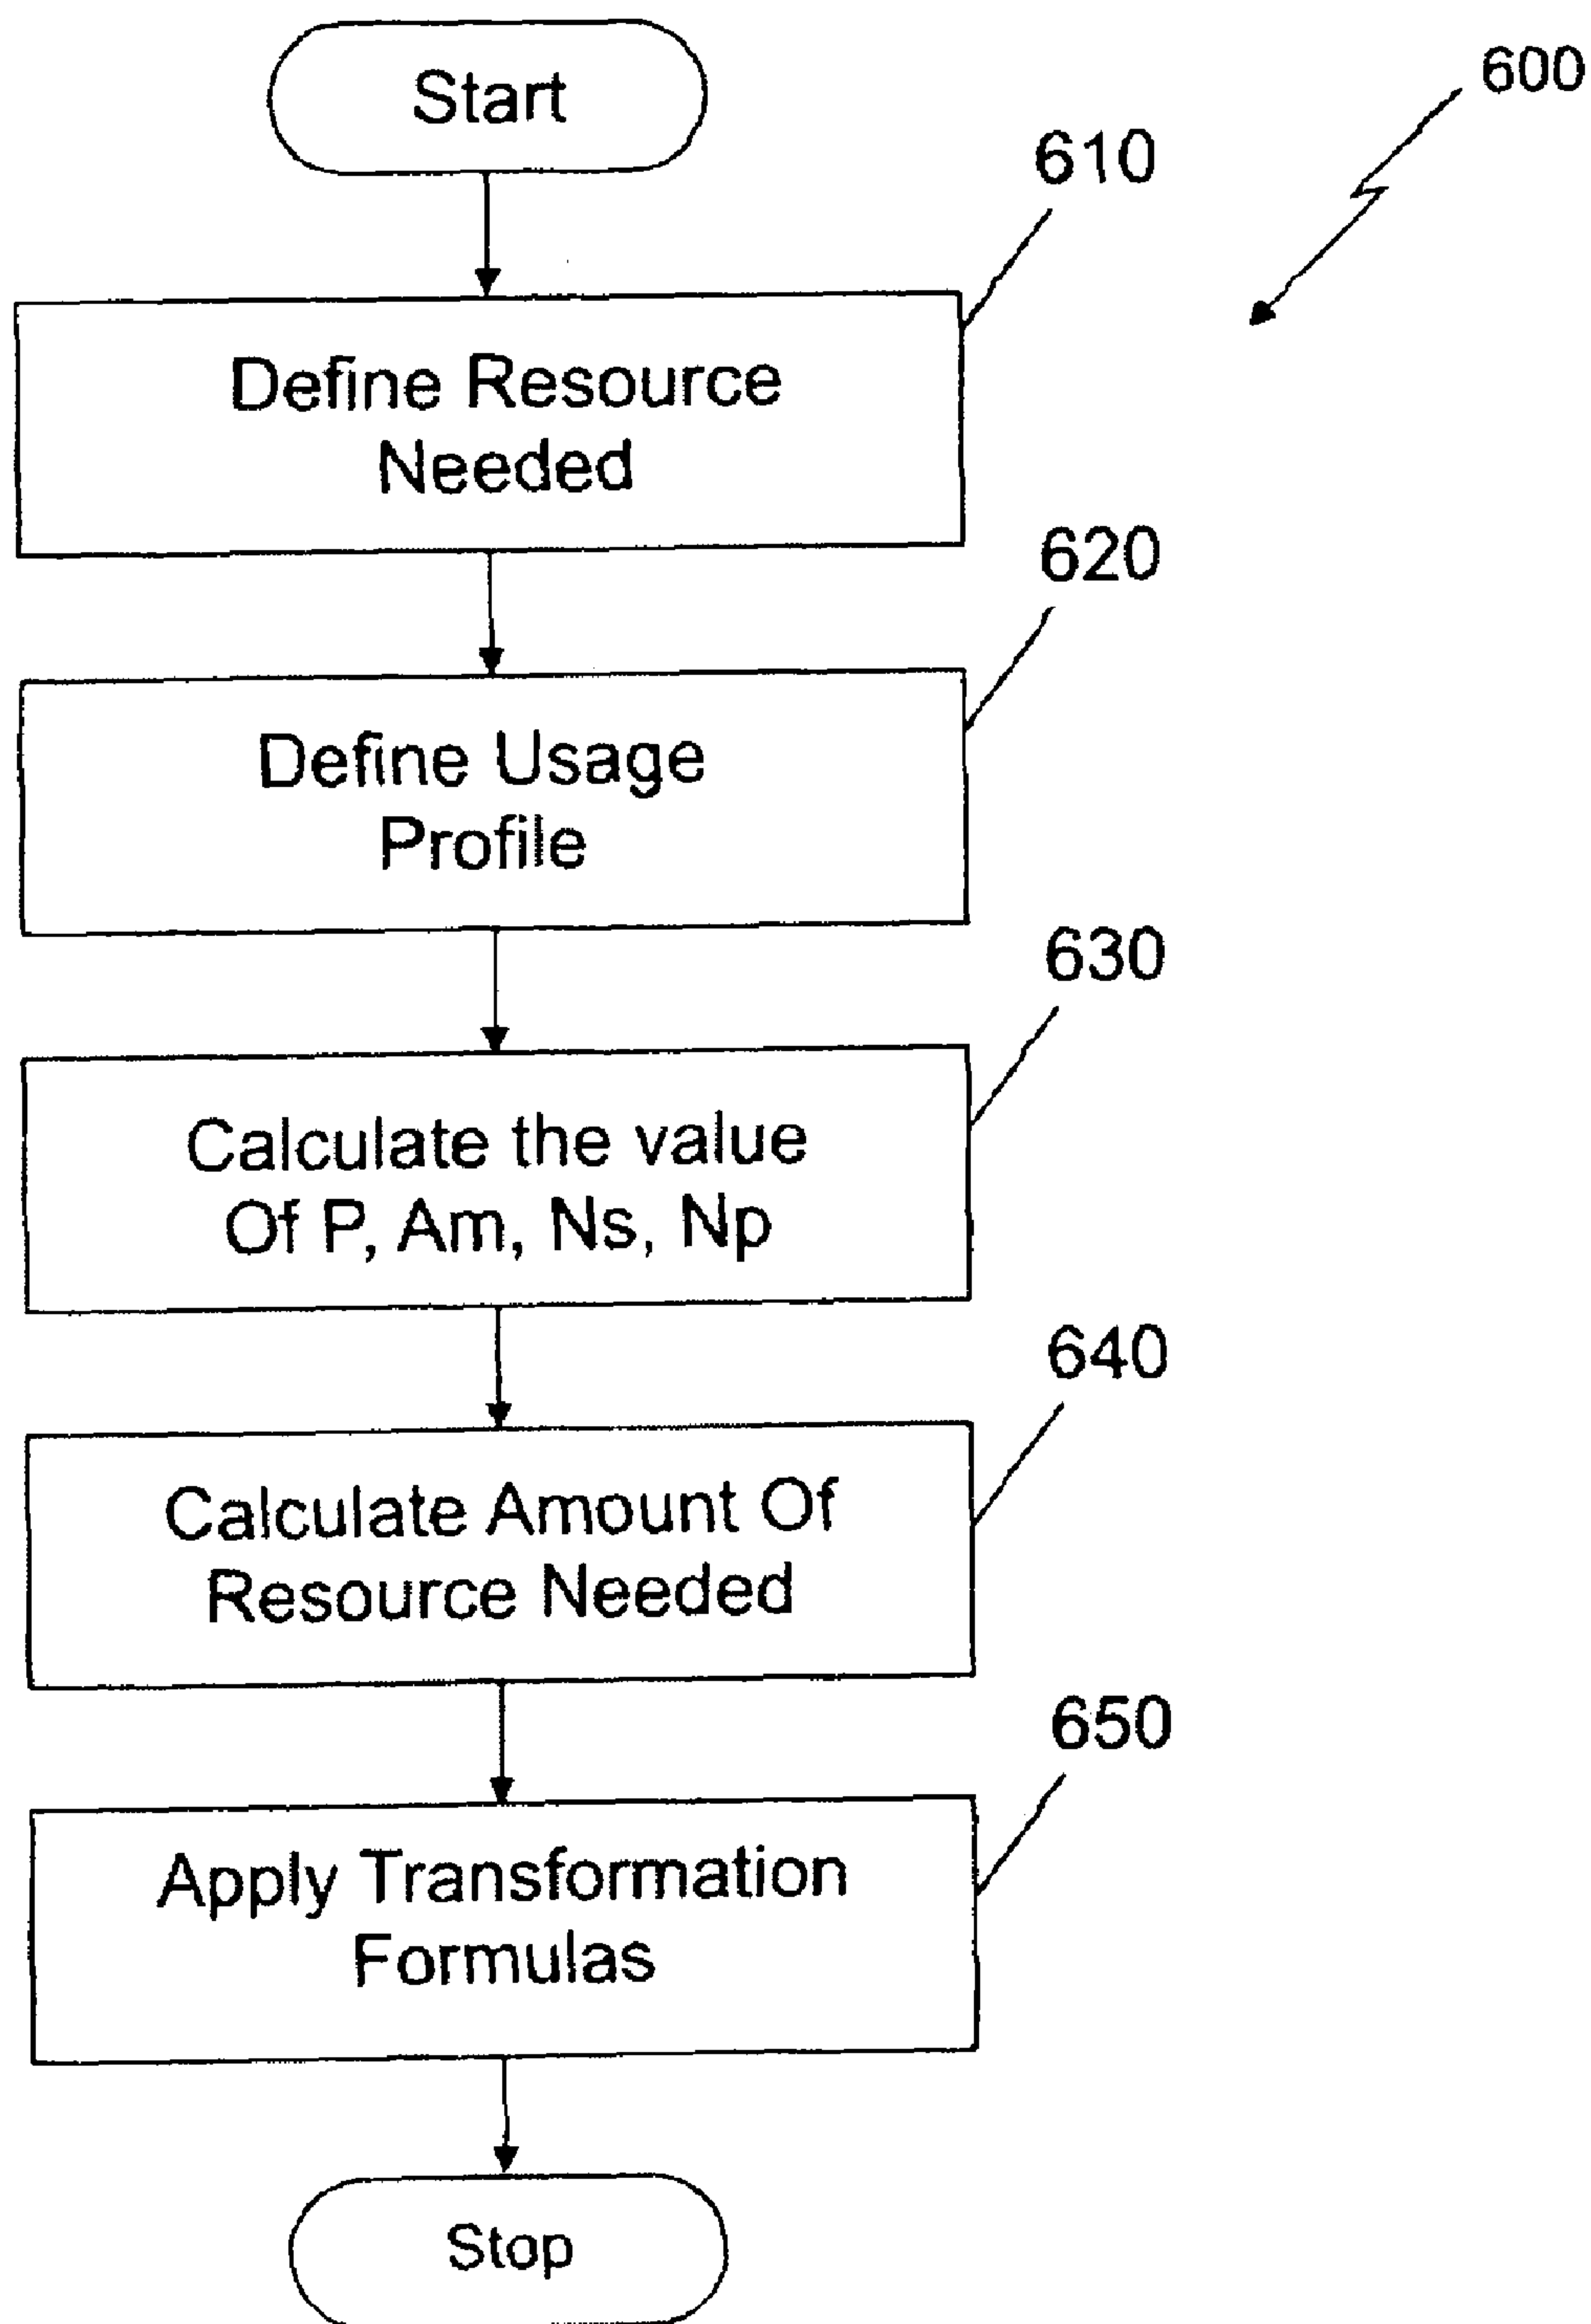 Start
600
610
Define Resource
Needed
620
Define Usage
Profile
630
Calculate the value
Of P, Am, Ns, Np
640
Calculate Amount Of
Resource Needed
650
Apply Transformation
Formulas
Stop